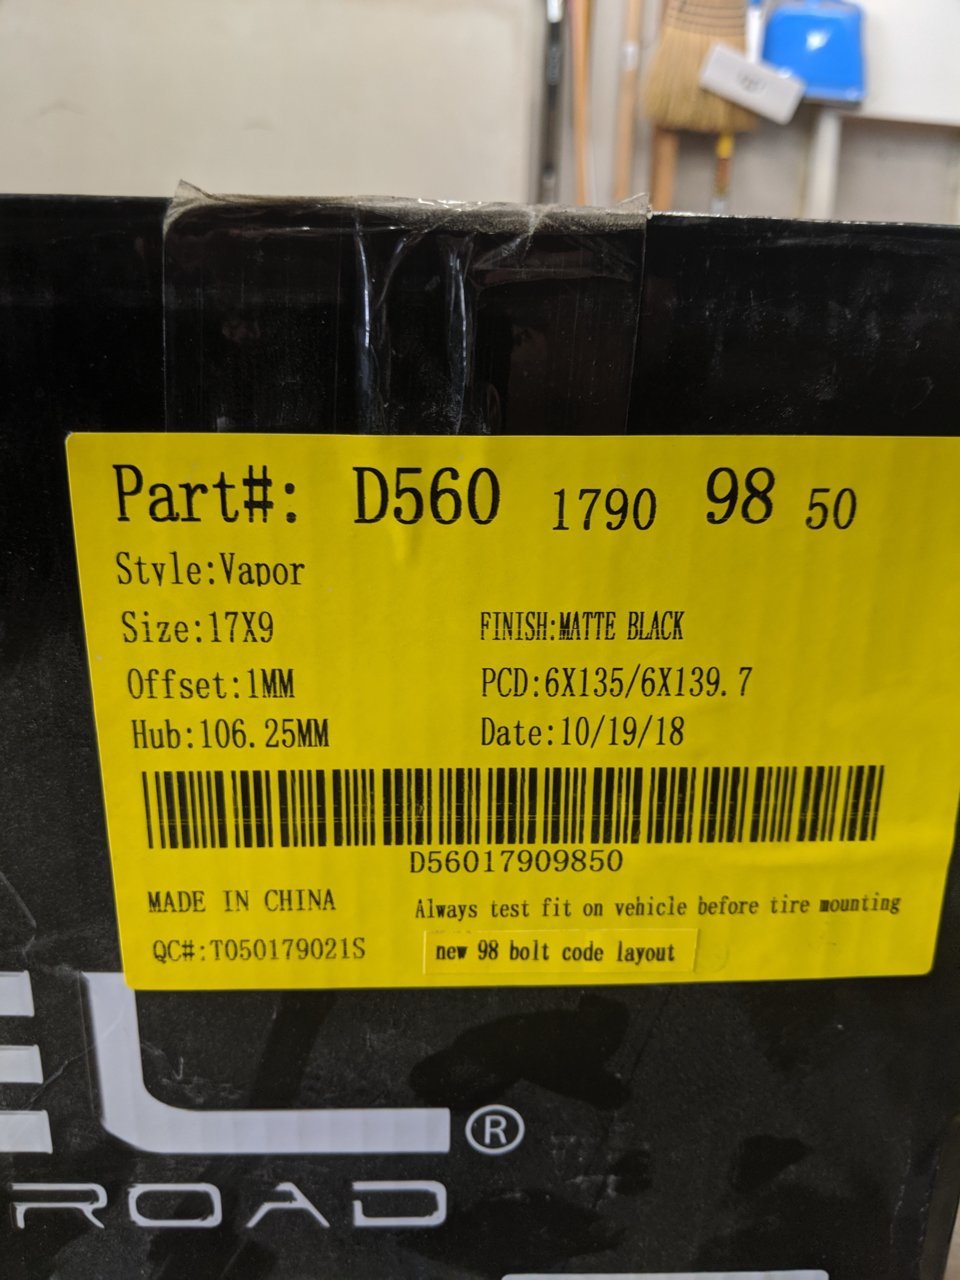 Part#: D560 1790 98 50
Style:Vapor
Size:17X9 FINISH:MATTE BLACK
Offset:1MM PCD:6X135/6X139.7
Hub:106.25MM Date:10/19/18
D56017909850
MADE IN CHINA Always test fit on vehicle before tire mounting
QC#:T050179021S new 98 bolt code layout
EL®
ROAD